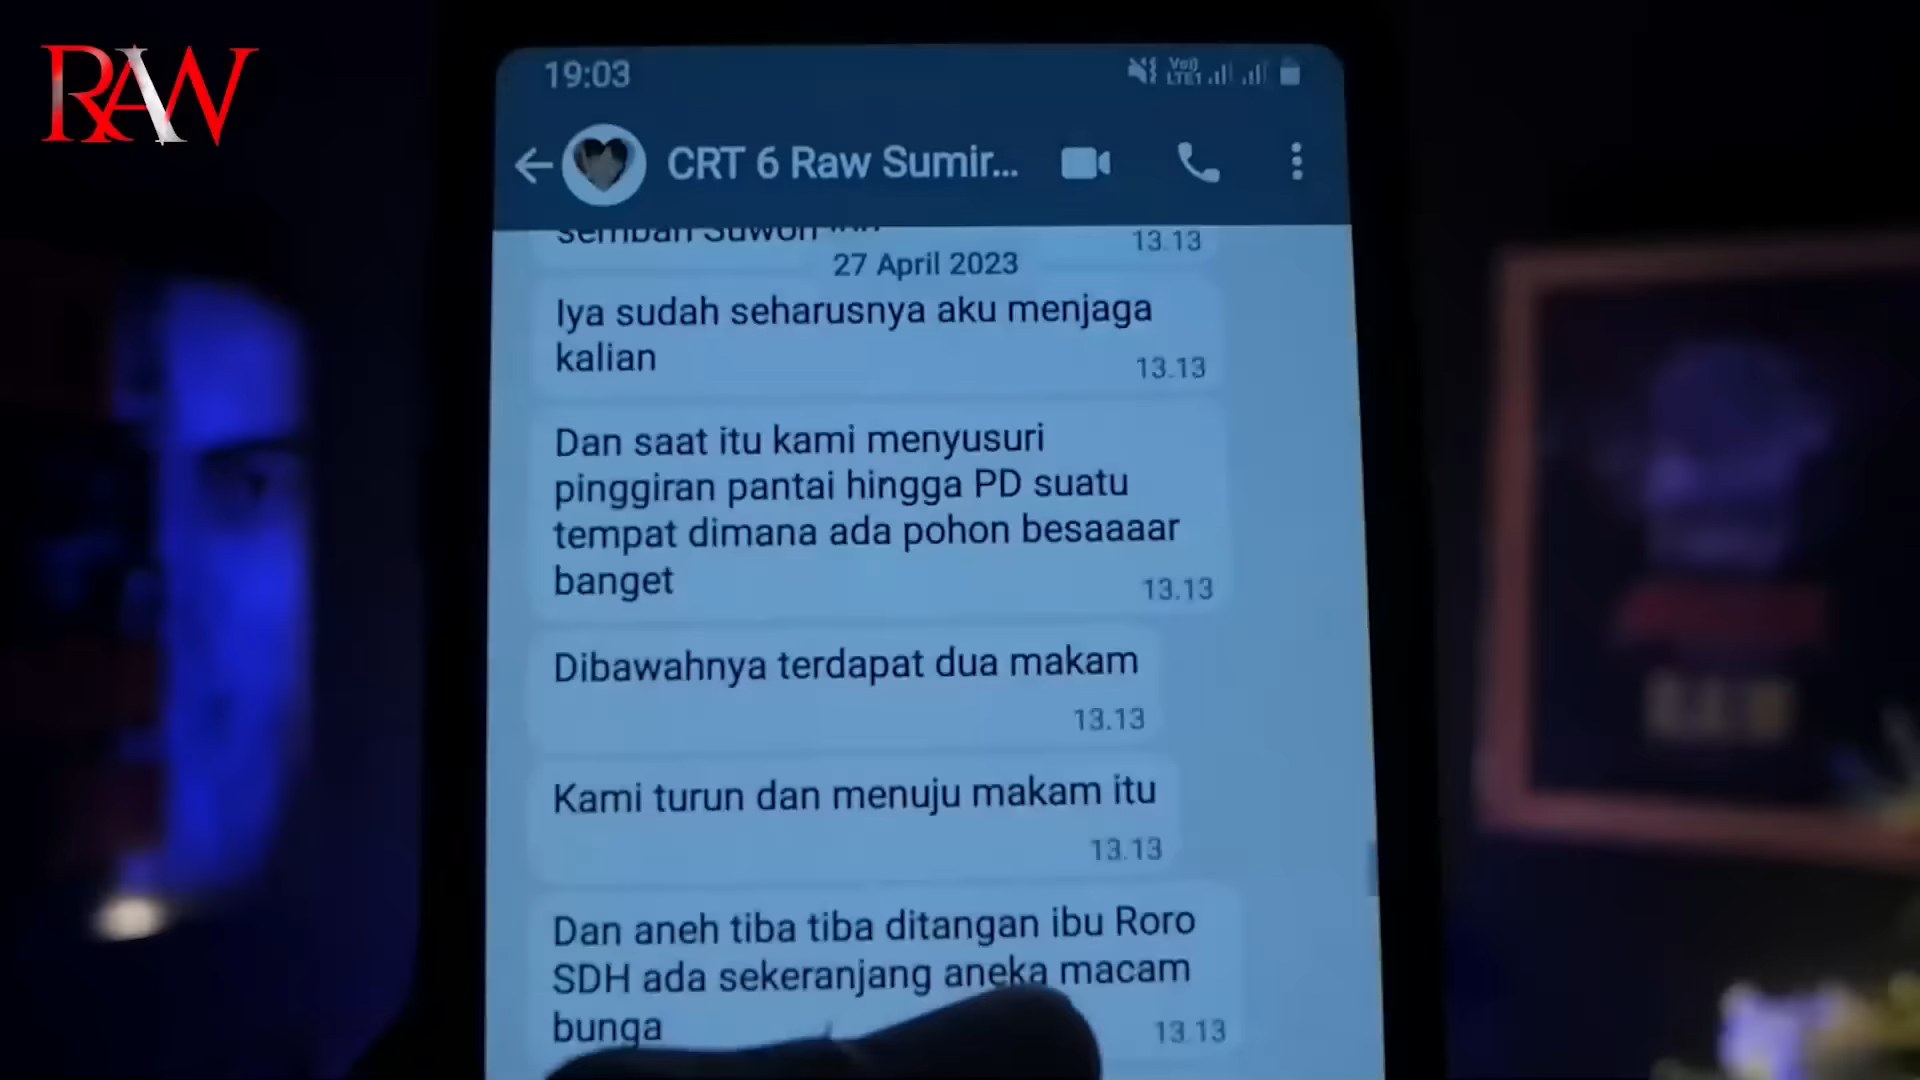 RAW
19:03
CRT 6 Raw Sumir...
13.13
27 April 2023
Iya sudah seharusnya aku menjaga
kalian
13.13
Dan saat itu kami menyusuri
pinggiran pantai hingga PD suatu
tempat dimana ada pohon besaaaar
banget
13.13
Dibawahnya terdapat dua makam
13.13
Kami turun dan menuju makam itu
13.13
Dan aneh tiba tiba ditangan ibu Roro
SDH ada sekeranjang aneka macam
bunga
13.13
RAW